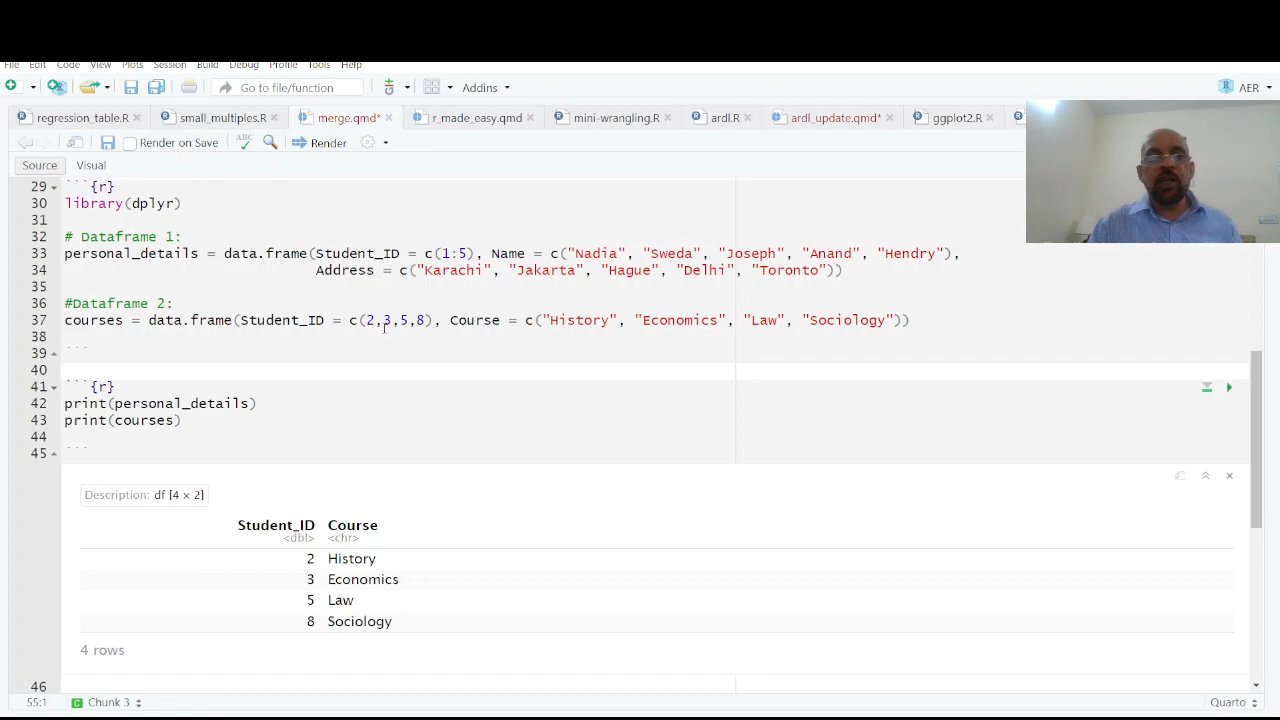 File Edit Code View Plots Session Build Debug Profile Tools Help
Go to file/function Addins AER
regression_table.R small_multiples.R merge.qmd* r_made_easy.qmd mini-wrangling.R ardl.R ardl_update.qmd* ggplot2.R
Render on Save ABC Render
Source Visual
29 ```{r}
30 library(dplyr)
31
32 # Dataframe 1:
33 personal_details = data.frame(Student_ID = c(1:5), Name = c("Nadia", "Sweda", "Joseph", "Anand", "Hendry"),
34 Address = c("Karachi", "Jakarta", "Hague", "Delhi", "Toronto"))
35
36 #Dataframe 2:
37 courses = data.frame(Student_ID = c(2,3,5,8), Course = c("History", "Economics", "Law", "Sociology"))
38
39 ```
40
41 ```{r}
42 print(personal_details)
43 print(courses)
44
45 ```
Description: df [4 × 2]
Student_ID Course
<dbl> <chr>
2 History
3 Economics
5 Law
8 Sociology
4 rows
46
55:1 Chunk 3 Quarto